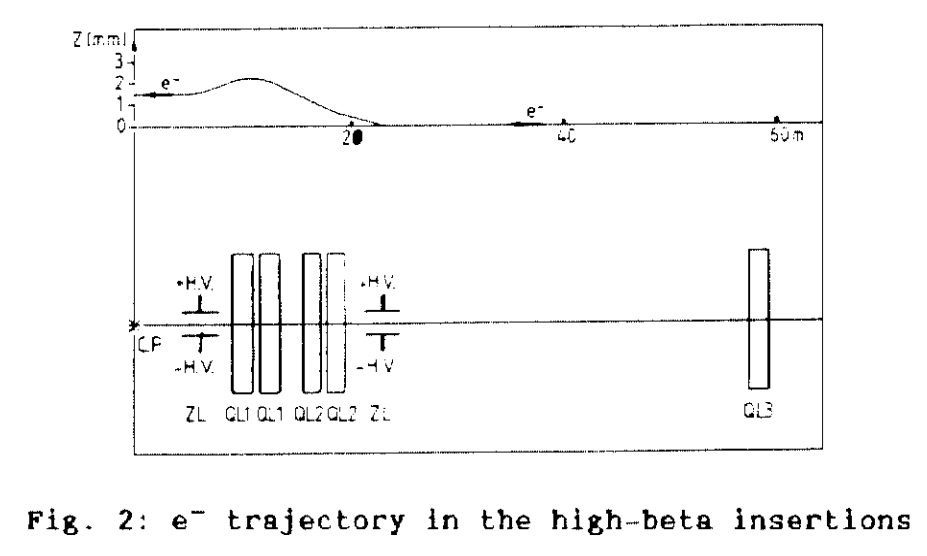 Z (mm)
3
2
1
0
e⁻
e⁻
20
40
60m
+H.V.
+H.V.
-H.V.
-H.V.
ZL QL1 QL1 QL2 QL2 ZL
QL3
Fig. 2: e⁻ trajectory in the high-beta insertions